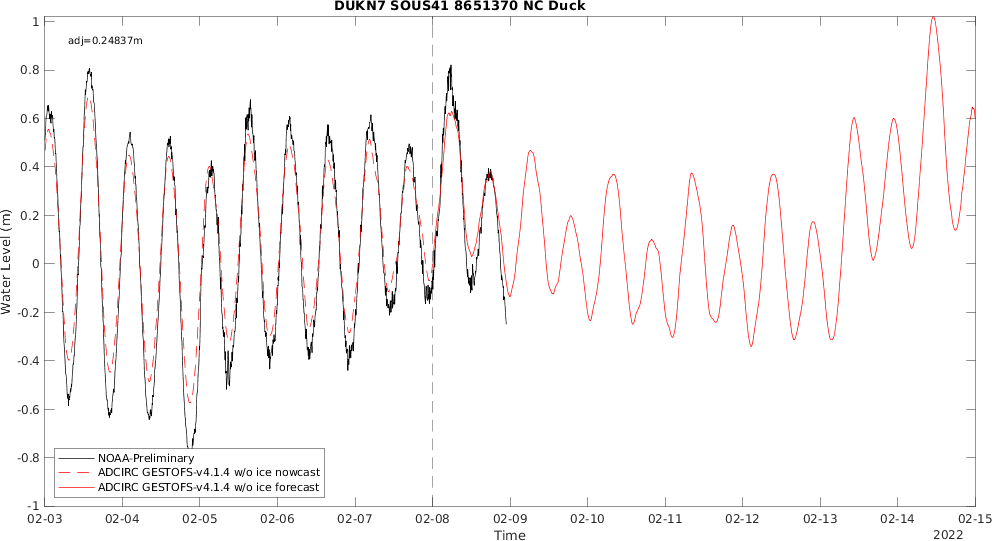 DUKN7 SOUS41 8651370 NC Duck
adj=0.24837m
Water Level (m)
1
0.8
0.6
0.4
0.2
0
-0.2
-0.4
-0.6
-0.8
-1
NOAA-Preliminary
ADCIRC GESTOFS-v4.1.4 w/o ice nowcast
ADCIRC GESTOFS-v4.1.4 w/o ice forecast
02-03 02-04 02-05 02-06 02-07 02-08 02-09 02-10 02-11 02-12 02-13 02-14 02-15
Time
2022